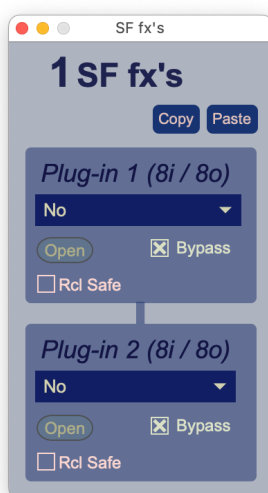 SF fx's
1 SF fx's
Copy Paste
Plug-in 1 (8i / 8o)
No
Open Bypass
Rcl Safe
Plug-in 2 (8i / 8o)
No
Open Bypass
Rcl Safe